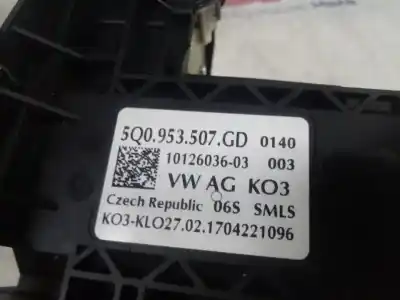 5Q0.953.507.GD 0140
10126036-03 003
VW AG KO3
Czech Republic 06S SMLS
KO3-KLO27.02.1704221096